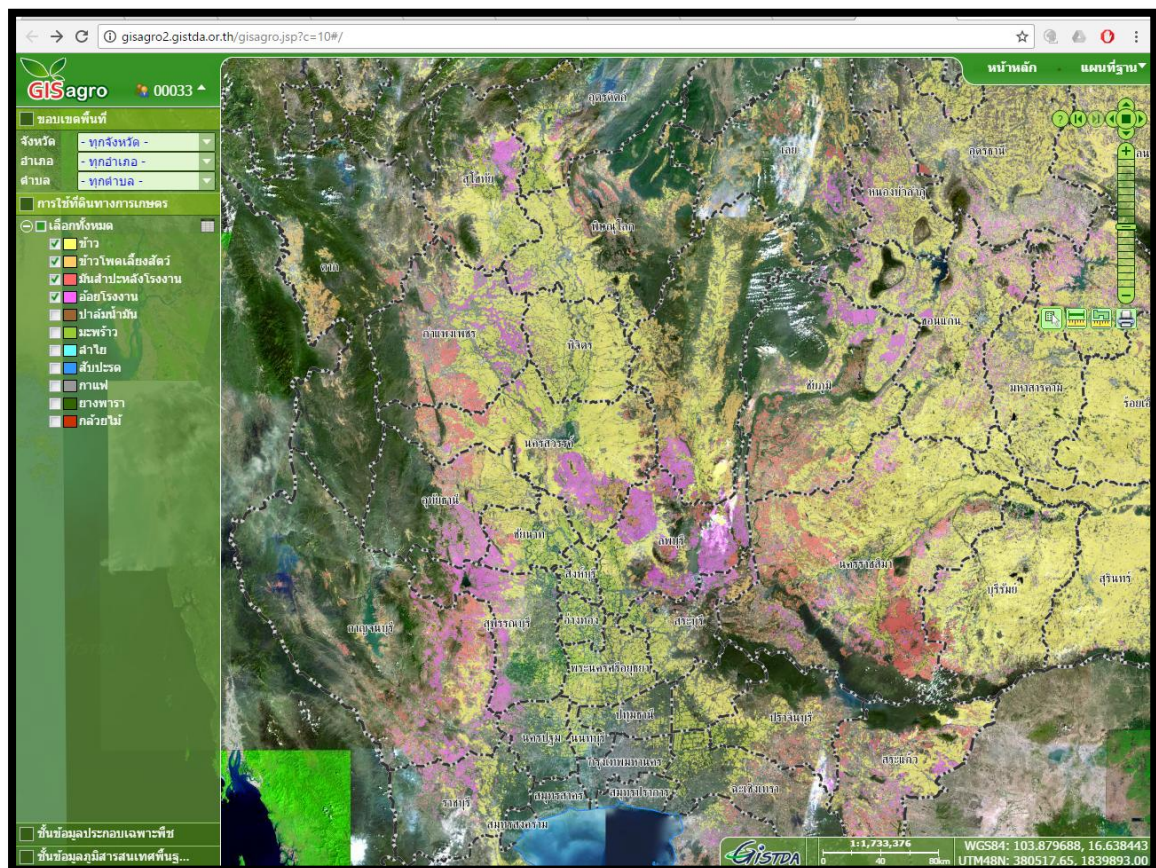 gisagro2.gistda.or.th/gisagro.jsp?c=10#/
GISagro 00033
หน้าหลัก แผนที่ฐาน
ขอบเขตพื้นที่
จังหวัด - ทุกจังหวัด -
อำเภอ - ทุกอำเภอ -
ตำบล - ทุกตำบล -
การใช้ที่ดินทางการเกษตร
เลือกทั้งหมด
ข้าว
ข้าวโพดเลี้ยงสัตว์
มันสำปะหลังโรงงาน
อ้อยโรงงาน
ปาล์มน้ำมัน
มะพร้าว
ลำไย
สับปะรด
กาแฟ
ยางพารา
กล้วยไม้
ชั้นข้อมูลประกอบเฉพาะพืช
ชั้นข้อมูลภูมิสารสนเทศพื้นฐ...
อุตรดิตถ์
เลย
อุดรธานี
สุโขทัย
หนองบัวลำภู
พิษณุโลก
ตาก
กำแพงเพชร
พิจิตร
ขอนแก่น
ชัยภูมิ
มหาสารคาม
นครสวรรค์
อุทัยธานี
ชัยนาท
ลพบุรี
นครราชสีมา
บุรีรัมย์
สุรินทร์
สิงห์บุรี
กาญจนบุรี
สุพรรณบุรี
อ่างทอง
สระบุรี
พระนครศรีอยุธยา
ปทุมธานี
ปราจีนบุรี
นครปฐม
นนทบุรี
กรุงเทพมหานคร
สระแก้ว
ฉะเชิงเทรา
ราชบุรี
สมุทรสาคร
สมุทรปราการ
สมุทรสงคราม
GISTDA
1:1,733,376
0 40 80km
WGS84: 103.879688, 16.638443
UTM48N: 380517.65, 1839893.00